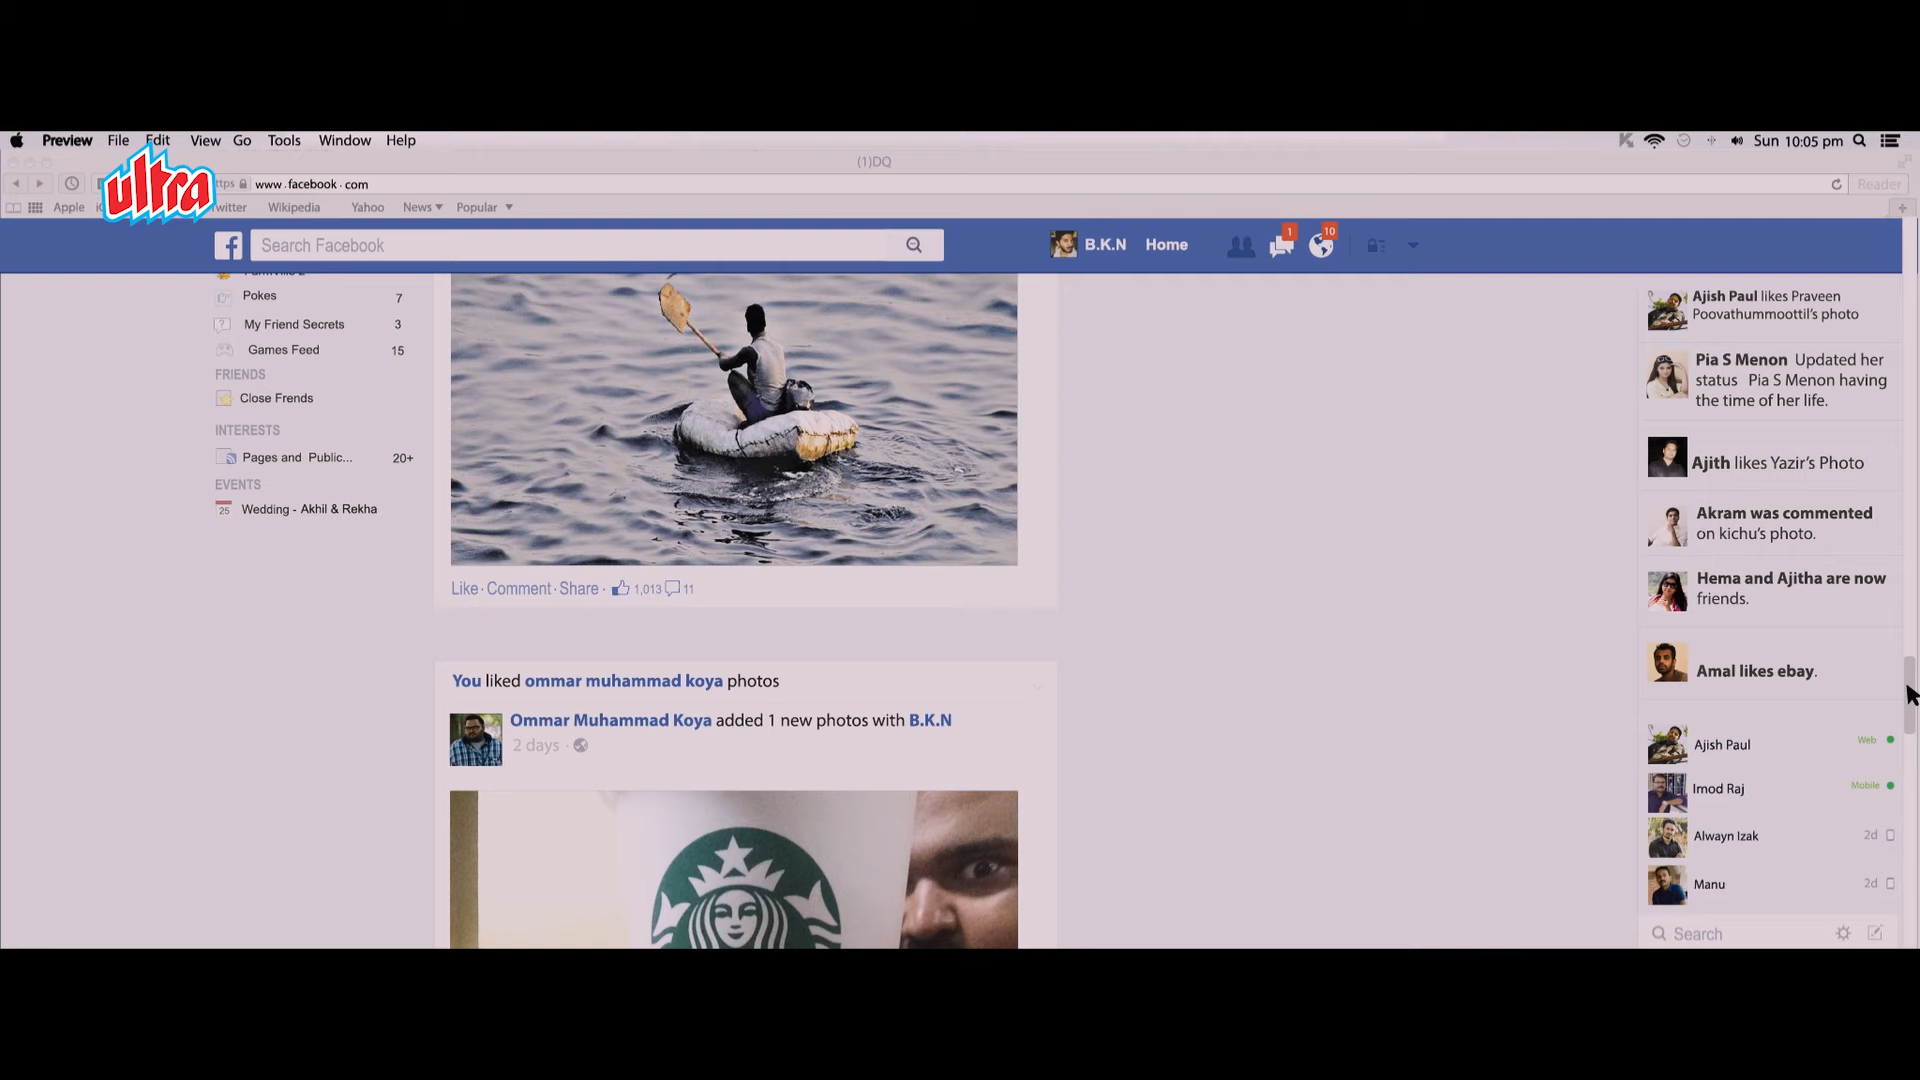 Preview File Edit View Go Tools Window Help
Sun 10:05 pm
ultra
(1)DQ
www.facebook.com
Reader
Apple
Twitter Wikipedia Yahoo News Popular
Search Facebook
B.K.N Home
1
10
Pokes 7
My Friend Secrets 3
Games Feed 15
FRIENDS
Close Frends
INTERESTS
Pages and Public... 20+
EVENTS
25 Wedding - Akhil & Rekha
Like · Comment · Share · 1,013 11
You liked ommar muhammad koya photos
Ommar Muhammad Koya added 1 new photos with B.K.N
2 days ·
Ajish Paul likes Praveen
Poovathummoottil's photo
Pia S Menon Updated her
status Pia S Menon having
the time of her life.
Ajith likes Yazir's Photo
Akram was commented
on kichu's photo.
Hema and Ajitha are now
friends.
Amal likes ebay.
Ajish Paul Web
Imod Raj Mobile
Alwayn Izak 2d
Manu 2d
Search